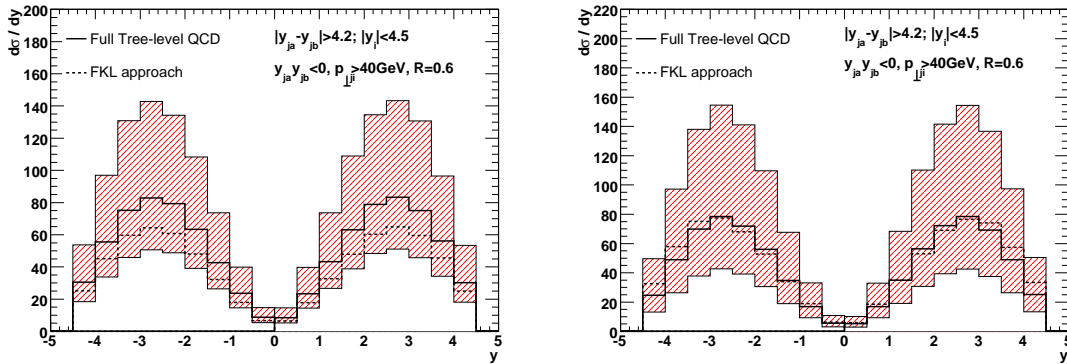 dσ / dy
200
180
160
140
120
100
80
60
40
20
0
Full Tree-level QCD
FKL approach
|y_ja-y_jb|>4.2; |y_i|<4.5
y_ja y_jb<0, p_⊥ji>40GeV, R=0.6
-5 -4 -3 -2 -1 0 1 2 3 4 5
y
dσ / dy
220
200
180
160
140
120
100
80
60
40
20
0
Full Tree-level QCD
FKL approach
|y_ja-y_jb|>4.2; |y_i|<4.5
y_ja y_jb<0, p_⊥ji>40GeV, R=0.6
-5 -4 -3 -2 -1 0 1 2 3 4 5
y